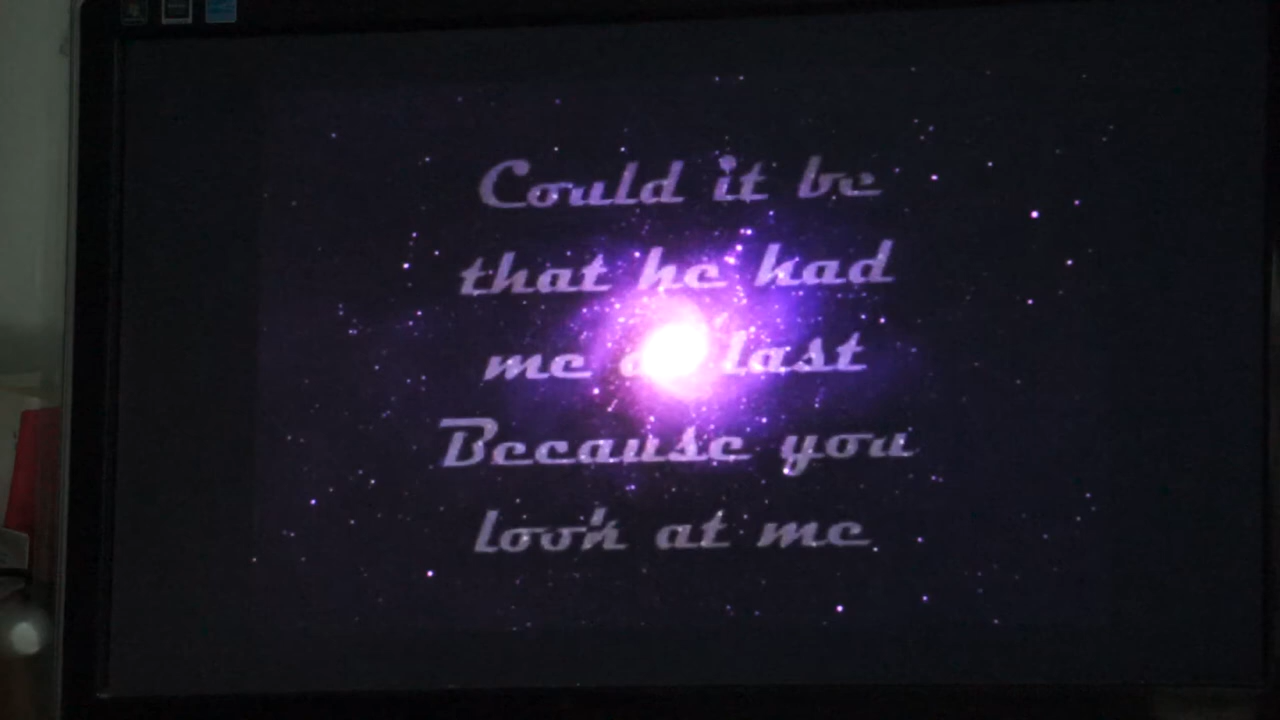 Could it be
that he had
me last
Because you
look at me